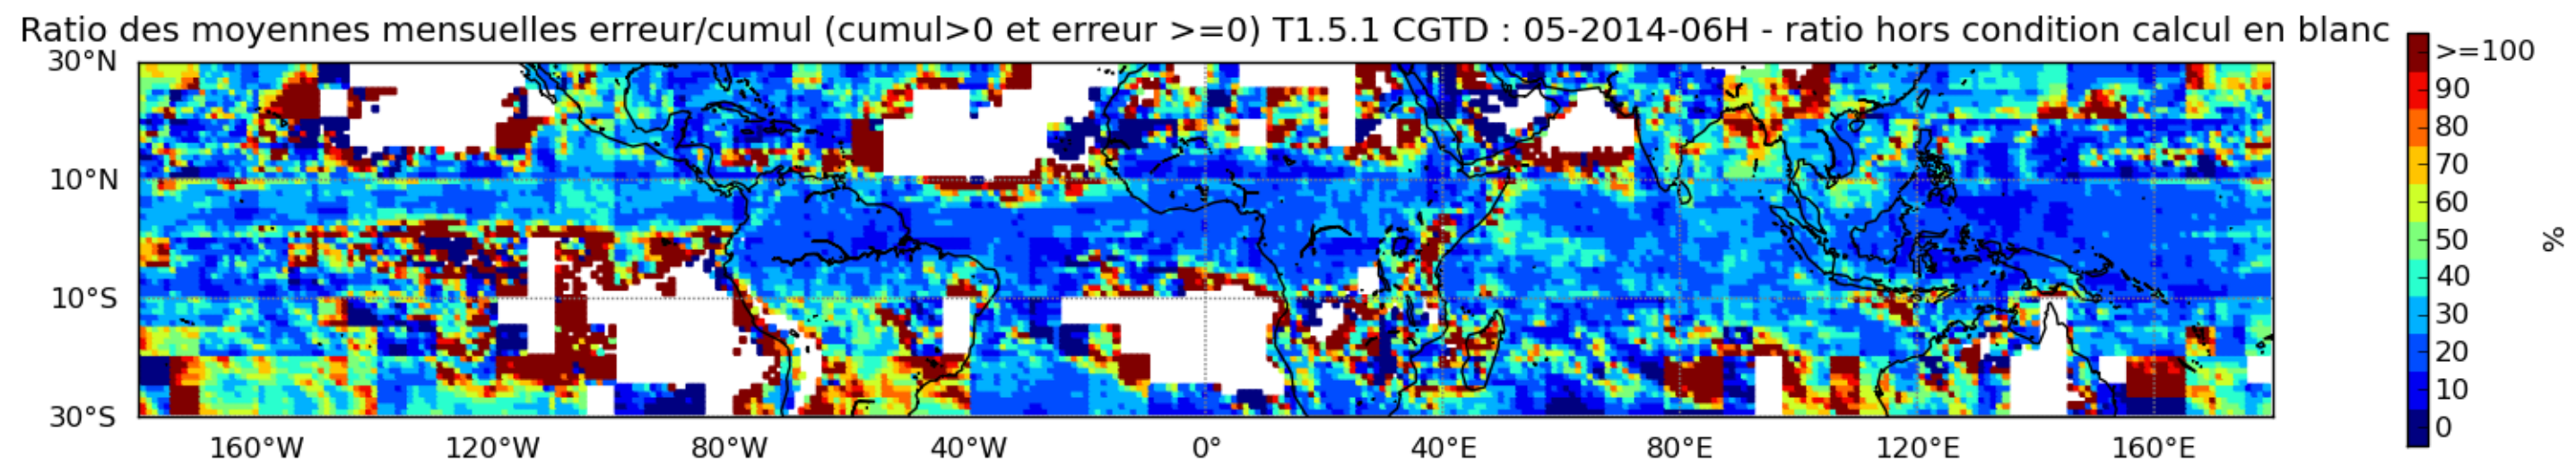 Ratio des moyennes mensuelles erreur/cumul (cumul>0 et erreur >=0) T1.5.1 CGTD : 05-2014-06H - ratio hors condition calcul en blanc
30°N
10°N
10°S
30°S
160°W 120°W 80°W 40°W 0° 40°E 80°E 120°E 160°E
>=100
90
80
70
60
50
40
30
20
10
0
%